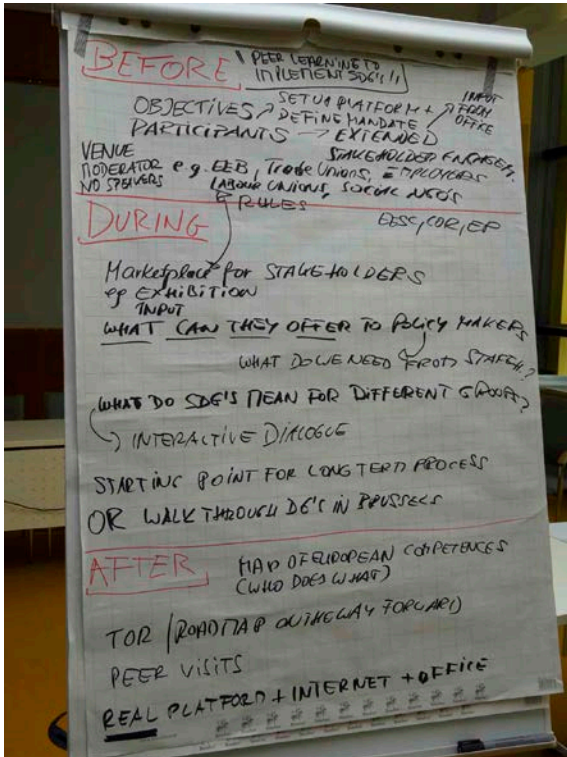 BEFORE
" PEER LEARNING TO
IMPLEMENT SDG'S !!
OBJECTIVES → SET UP PLATFORM +
DEFINE MANDATE
INPUT
FROM
OFFICE
PARTICIPANTS → EXTENDED
STAKEHOLDER ENGAGEM.
VENUE
MODERATOR e.g. EEB, Trade Unions, EMPLOYERS
NO SPEAKERS
LABOUR UNIONS, SOCIAL NGO'S
RULES
EESC, COR, EP
DURING
Marketplace for STAKEHOLDERS
eg EXHIBITION
INPUT
WHAT CAN THEY OFFER TO POLICY MAKERS
WHAT DO WE NEED FROM STAKEH.?
WHAT DO SDG'S MEAN FOR DIFFERENT GROUPS?
→ INTERACTIVE DIALOGUE
STARTING POINT FOR LONG TERM PROCESS
OR WALK THROUGH DG'S IN BRUSSELS
AFTER
MAP OF EUROPEAN COMPETENCES
(WHO DOES WHAT)
TOR / ROADMAP ON THE WAY FORWARD
PEER VISITS
REAL PLATFORM + INTERNET + OFFICE